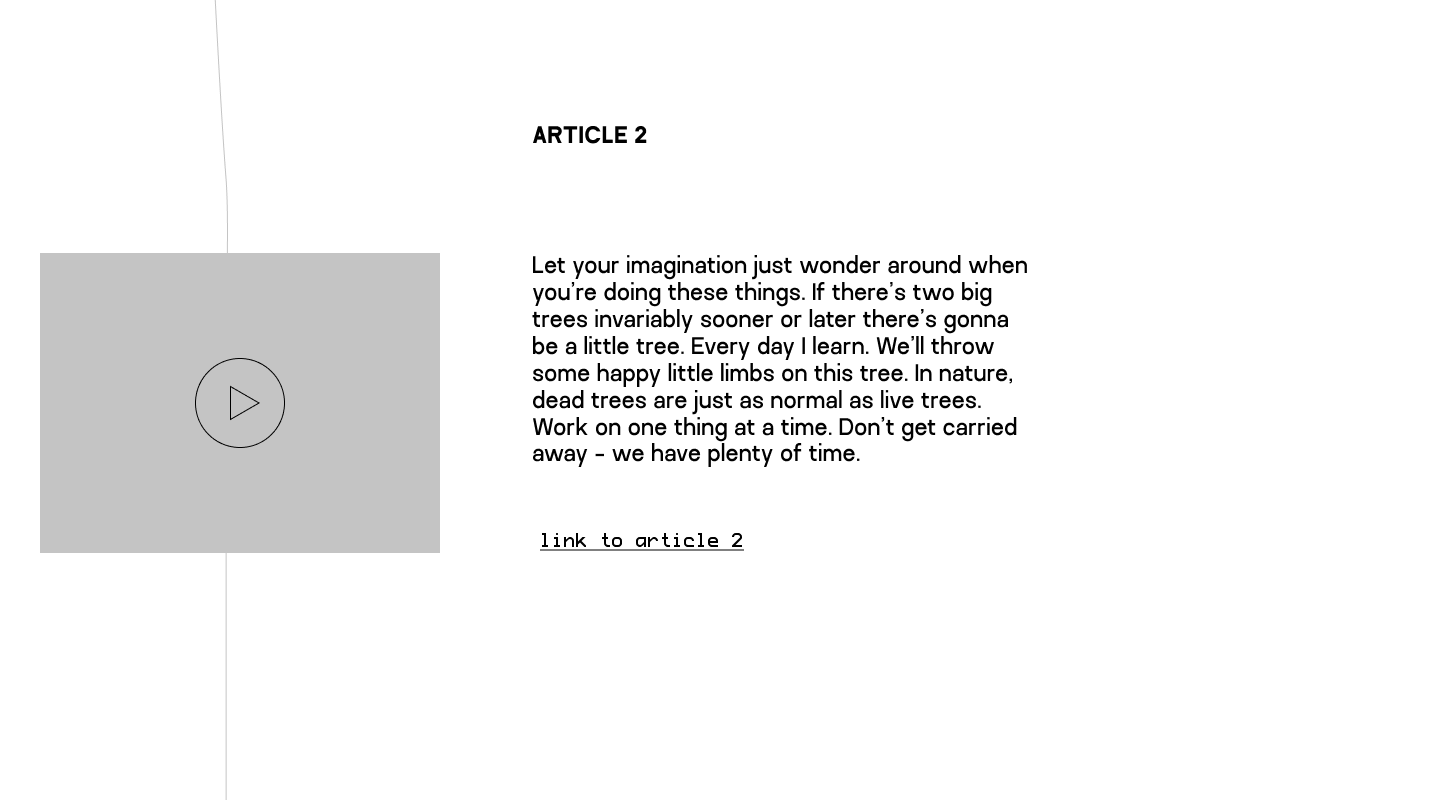 ARTICLE 2
Let your imagination just wonder around when
you’re doing these things. If there’s two big
trees invariably sooner or later there’s gonna
be a little tree. Every day I learn. We’ll throw
some happy little limbs on this tree. In nature,
dead trees are just as normal as live trees.
Work on one thing at a time. Don’t get carried
away - we have plenty of time.
link to article 2